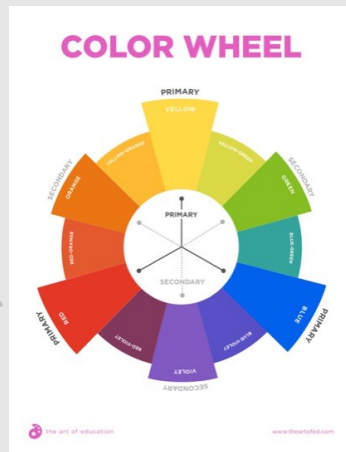 COLOR WHEEL
PRIMARY
YELLOW
YELLOW-GREEN
SECONDARY
GREEN
BLUE-GREEN
BLUE
PRIMARY
BLUE-VIOLET
VIOLET
SECONDARY
RED-VIOLET
RED
PRIMARY
RED-ORANGE
ORANGE
SECONDARY
YELLOW-ORANGE
PRIMARY
SECONDARY
the art of education
www.theartofed.com